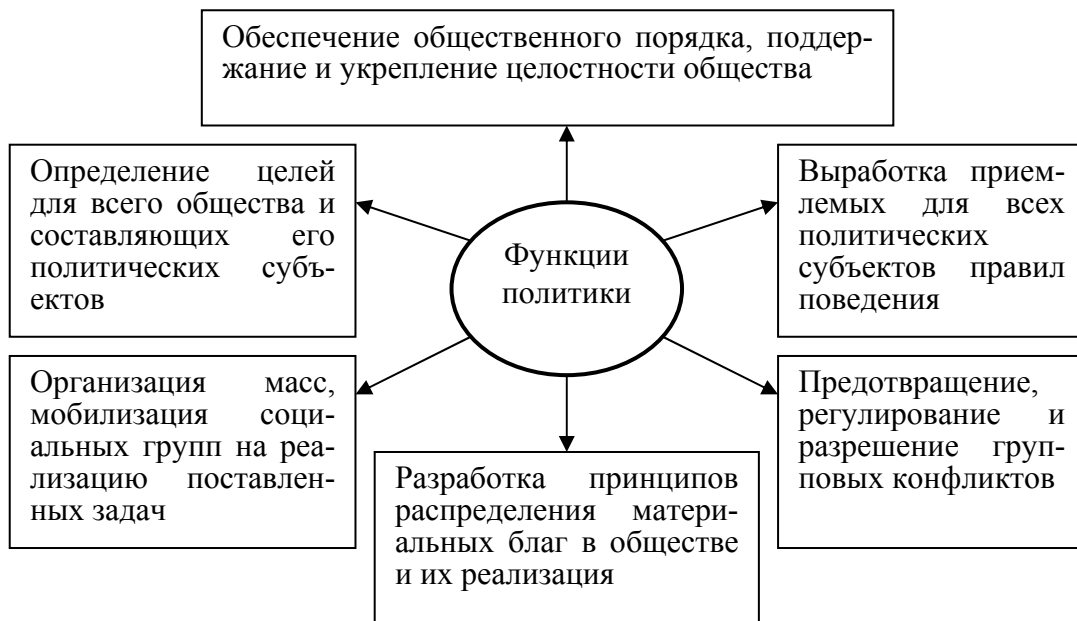 Обеспечение общественного порядка, поддер-
жание и укрепление целостности общества
Определение целей
для всего общества и
составляющих его
политических субъ-
ектов
Функции
политики
Выработка прием-
лемых для всех
политических
субъектов правил
поведения
Организация масс,
мобилизация соци-
альных групп на реа-
лизацию поставлен-
ных задач
Разработка принципов
распределения матери-
альных благ в обществе
и их реализация
Предотвращение,
регулирование и
разрешение груп-
повых конфликтов